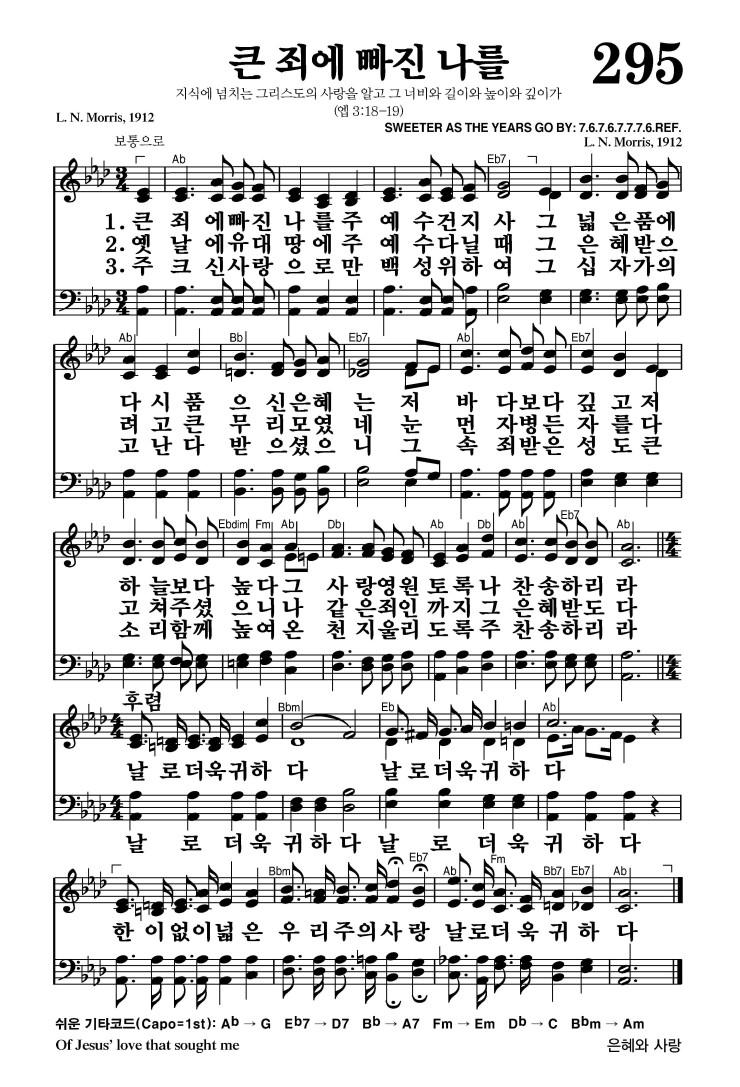 큰 죄에 빠진 나를
295
지식에 넘치는 그리스도의 사랑을 알고 그 너비와 길이와 높이와 깊이가
(엡 3:18-19)
L. N. Morris, 1912
SWEETER AS THE YEARS GO BY: 7.6.7.6.7.7.7.6.REF.
L. N. Morris, 1912
보통으로
Ab Eb7
1. 큰 죄 에빠진 나 를주 예 수건지 사 그 넓 은품에
2. 옛 날 에유대 땅 에주 예 수다닐 때 그 은 혜받으
3. 주 크 신사랑 으 로만 백 성위하 여 그 십 자가의
Ab Bb Eb7 Ab Eb7
다 시 품 으 신은혜 는 저 바 다보다 깊 고저
려 고큰 무 리모였 네 눈 먼 자병든 자 를다
고 난다 받 으셨으 니 그 속 죄받은 성 도큰
Ebdim Fm Ab Db Ab Db Ab Eb7 Ab
하 늘보다 높 다그 사 랑영원 토 록나 찬송하리 라
고 쳐주셨 으 니나 같 은죄인 까 지그 은혜받도 다
소 리함께 높 여온 천 지울리 도 록주 찬송하리 라
후렴
Bbm Eb Ab
날 로더욱귀하 다 날로더욱귀 하 다
날 로 더 욱 귀 하 다 날 로 더 욱 귀 하 다
Bbm Eb7 Ab Fm Bb7 Eb7 Ab
한 이없이넓 은 우 리주의사 랑 날로더 욱 귀 하 다
쉬운 기타코드(Capo=1st): Ab → G Eb7 → D7 Bb → A7 Fm → Em Db → C Bbm → Am
Of Jesus' love that sought me
은혜와 사랑